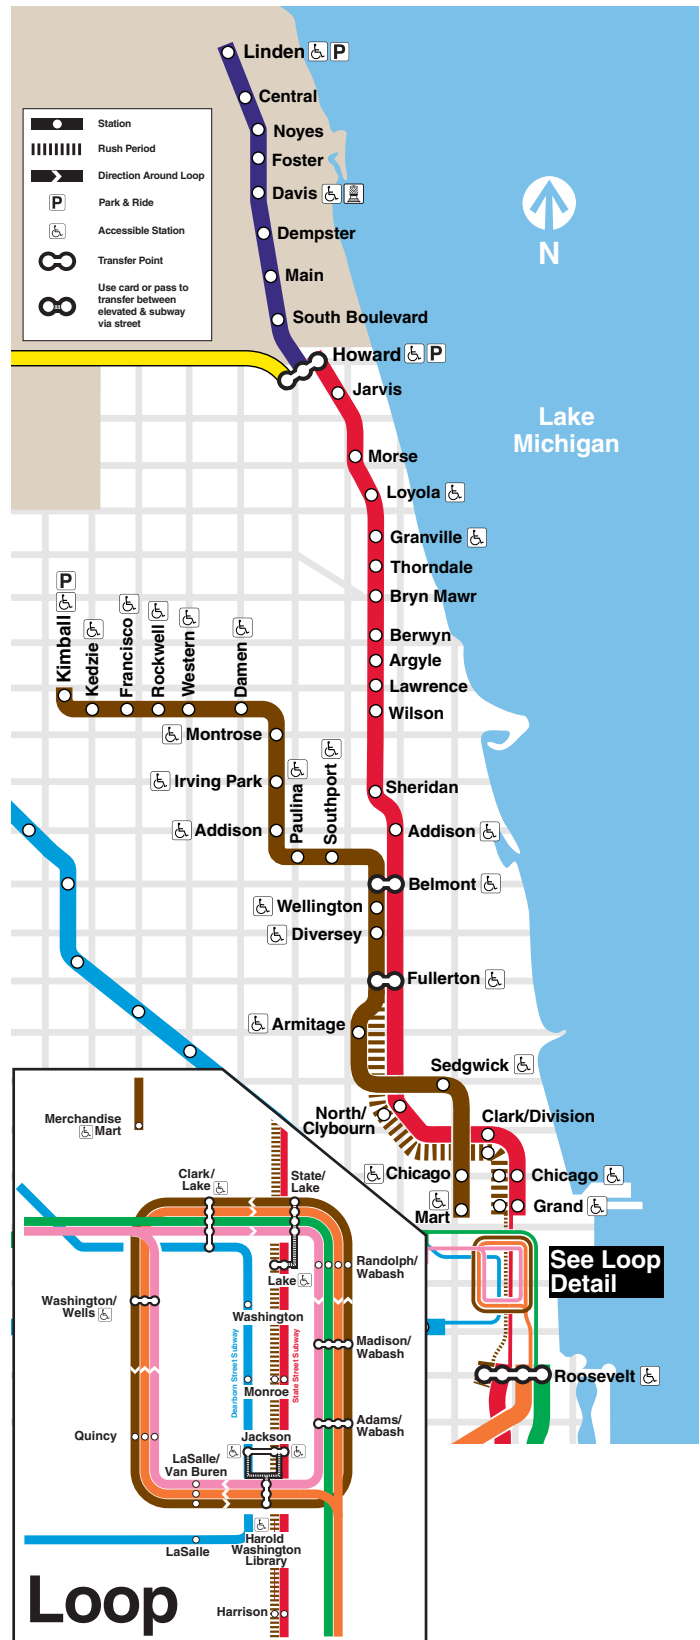 Linden
P
Central
Noyes
Foster
Davis
Dempster
Main
South Boulevard
Station
Rush Period
Direction Around Loop
P
Park & Ride
Accessible Station
Transfer Point
Use card or pass to
transfer between
elevated & subway
via street
N
Lake
Michigan
Howard
P
Jarvis
Morse
Loyola
Granville
Thorndale
Bryn Mawr
Berwyn
Argyle
Lawrence
Wilson
Sheridan
Addison
Belmont
P
Kimball
Kedzie
Francisco
Rockwell
Western
Damen
Montrose
Irving Park
Addison
Paulina
Southport
Wellington
Diversey
Fullerton
Armitage
Sedgwick
North/
Clybourn
Clark/Division
Chicago
Chicago
Mart
Grand
See Loop
Detail
Roosevelt
Merchandise
Mart
Clark/
Lake
State/
Lake
Randolph/
Wabash
Lake
Washington/
Wells
Washington
Madison/
Wabash
Dearborn Street Subway
State Street Subway
Monroe
Adams/
Wabash
Quincy
Jackson
LaSalle/
Van Buren
LaSalle
Harold
Washington
Library
Harrison
Loop